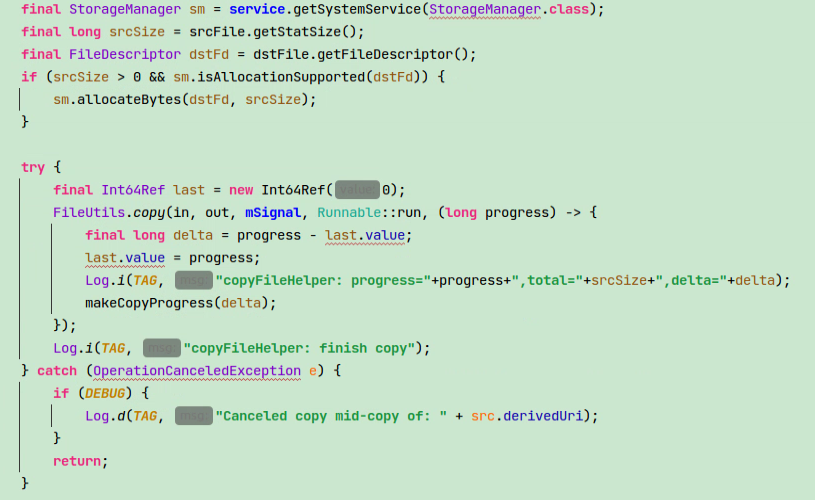 final StorageManager sm = service.getSystemService(StorageManager.class);
final long srcSize = srcFile.getStatSize();
final FileDescriptor dstFd = dstFile.getFileDescriptor();
if (srcSize > 0 && sm.isAllocationSupported(dstFd)) {
    sm.allocateBytes(dstFd, srcSize);
}

try {
    final Int64Ref last = new Int64Ref( value: 0);
    FileUtils.copy(in, out, mSignal, Runnable::run, (long progress) -> {
        final long delta = progress - last.value;
        last.value = progress;
        Log.i(TAG, msg: "copyFileHelper: progress="+progress+",total="+srcSize+",delta="+delta);
        makeCopyProgress(delta);
    });
    Log.i(TAG, msg: "copyFileHelper: finish copy");
} catch (OperationCanceledException e) {
    if (DEBUG) {
        Log.d(TAG, msg: "Canceled copy mid-copy of: " + src.derivedUri);
    }
    return;
}